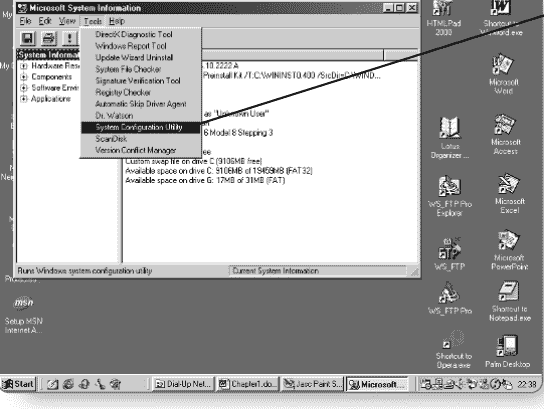 Microsoft System Information
File Edit View Tools Help
DirectX Diagnostic Tool
Windows Report Tool
Update Wizard Uninstall
System File Checker
Signature Verification Tool
Registry Checker
Automatic Skip Driver Agent
Dr. Watson
System Configuration Utility
ScanDisk
Version Conflict Manager
System Informa
Hardware Reso
Components
Software Envir
Applications
10 2222 A
as "Unknown User"
6 Model 8 Stepping 3
ee
Custom swap file on drive C (9106MB free)
Available space on drive C: 9106MB of 19459MB (FAT32)
Available space on drive G: 17MB of 31MB (FAT)
Runs Windows system configuration utility
Current System Information
HTMLPad
2000
Shortcut to
Microsoft
Word
Lotus
Organizer ...
Microsoft
Access
WS_FTP Pro
Explorer
Microsoft
Excel
WS_FTP
Microsoft
PowerPoint
WS_FTP Pro
Shortcut to
Notepad.exe
Shortcut to
Opera.exe
Palm Desktop
msn
Setup MSN
Internet A...
Start
Dial-Up Net...
Chapter1.do...
Jasc Paint S...
Microsoft...
22:38